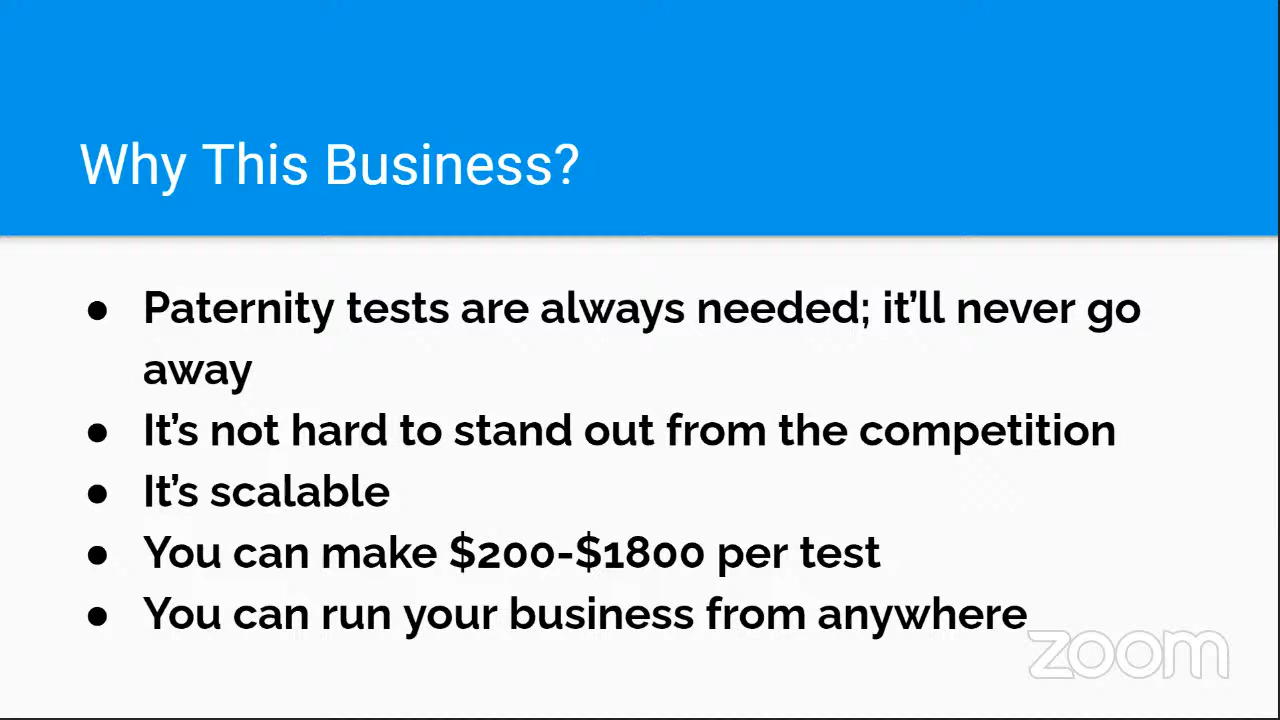 Why This Business?
● Paternity tests are always needed; it’ll never go
away
● It’s not hard to stand out from the competition
● It’s scalable
● You can make $200-$1800 per test
● You can run your business from anywhere
zoom